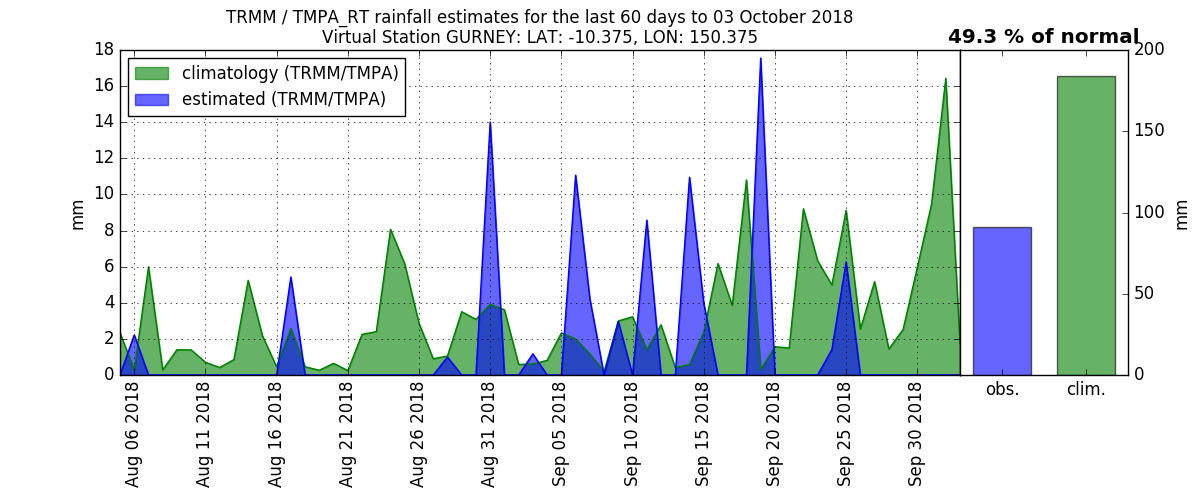 TRMM / TMPA_RT rainfall estimates for the last 60 days to 03 October 2018
Virtual Station GURNEY: LAT: -10.375, LON: 150.375
49.3 % of normal
climatology (TRMM/TMPA)
estimated (TRMM/TMPA)
mm
18
16
14
12
10
8
6
4
2
0
Aug 06 2018
Aug 11 2018
Aug 16 2018
Aug 21 2018
Aug 26 2018
Aug 31 2018
Sep 05 2018
Sep 10 2018
Sep 15 2018
Sep 20 2018
Sep 25 2018
Sep 30 2018
obs.
clim.
200
150
100
50
0
mm